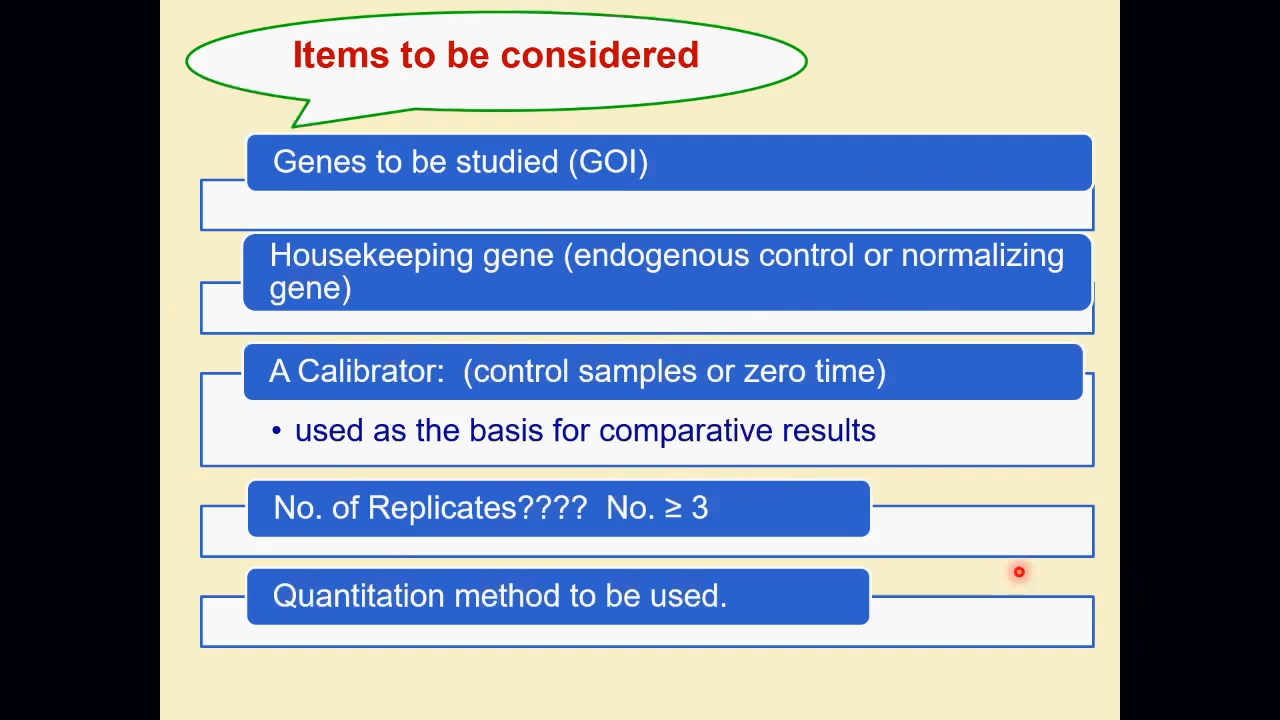 Items to be considered
Genes to be studied (GOI)
Housekeeping gene (endogenous control or normalizing
gene)
A Calibrator:  (control samples or zero time)
• used as the basis for comparative results
No. of Replicates????  No. ≥ 3
Quantitation method to be used.